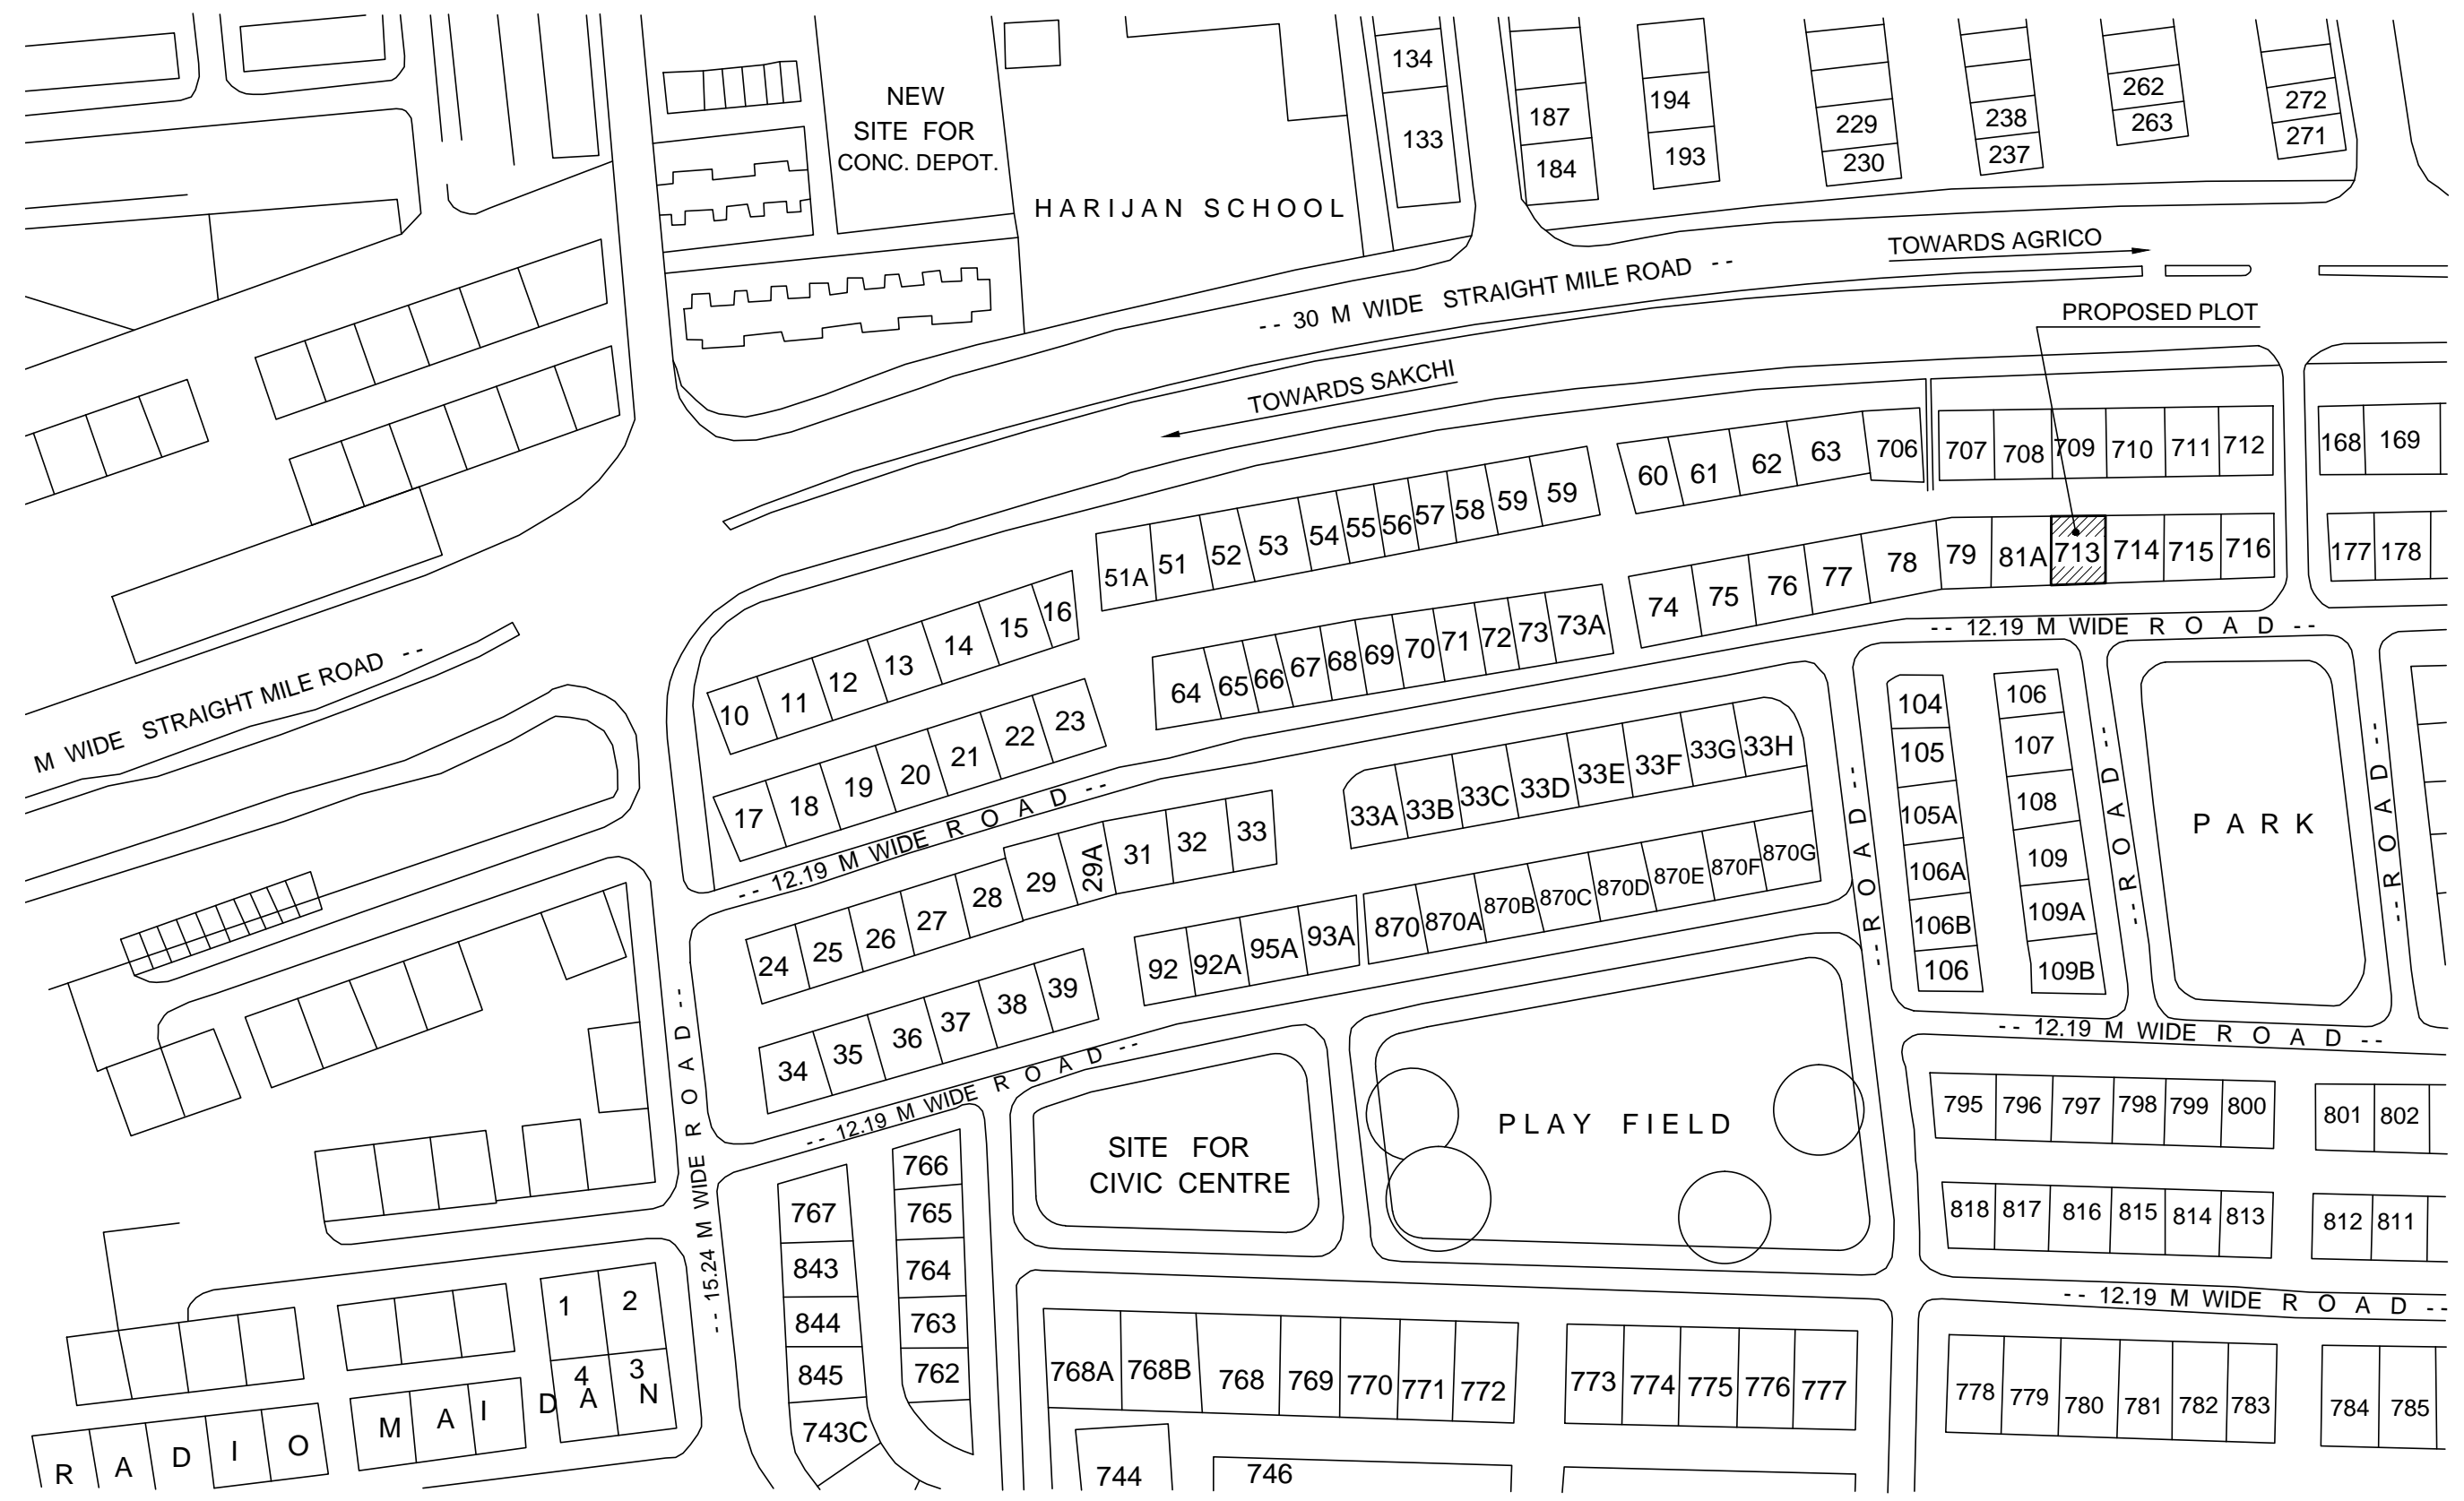 NEW
SITE FOR
CONC. DEPOT.
HARIJAN SCHOOL
134
133
187
184
194
193
229
230
238
237
262
263
272
271
TOWARDS AGRICO
-- 30 M WIDE STRAIGHT MILE ROAD --
PROPOSED PLOT
TOWARDS SAKCHI
60 61 62 63 706 707 708 709 710 711 712 168 169
51A 51 52 53 54 55 56 57 58 59 59
74 75 76 77 78 79 81A 713 714 715 716 177 178
10 11 12 13 14 15 16
64 65 66 67 68 69 70 71 72 73 73A
-- 12.19 M WIDE R O A D --
M WIDE STRAIGHT MILE ROAD --
17 18 19 20 21 22 23
-- 12.19 M WIDE R O A D --
33A 33B 33C 33D 33E 33F 33G 33H
104
105
105A
106A
106B
106
106
107
108
109
109A
109B
--R O A D--
--R O A D--
--R O A D--
PARK
24 25 26 27 28 29 29A 31 32 33
92 92A 95A 93A 870 870A 870B 870C 870D 870E 870F 870G
34 35 36 37 38 39
-- 12.19 M WIDE R O A D --
-- 15.24 M WIDE R O A D --
-- 12.19 M WIDE R O A D --
SITE FOR
CIVIC CENTRE
PLAY FIELD
795 796 797 798 799 800 801 802
818 817 816 815 814 813 812 811
-- 12.19 M WIDE R O A D --
767
843
844
845
743C
766
765
764
763
762
1 2
4 3
768A 768B 768 769 770 771 772 773 774 775 776 777
778 779 780 781 782 783 784 785
744
746
R A D I O M A I D A N